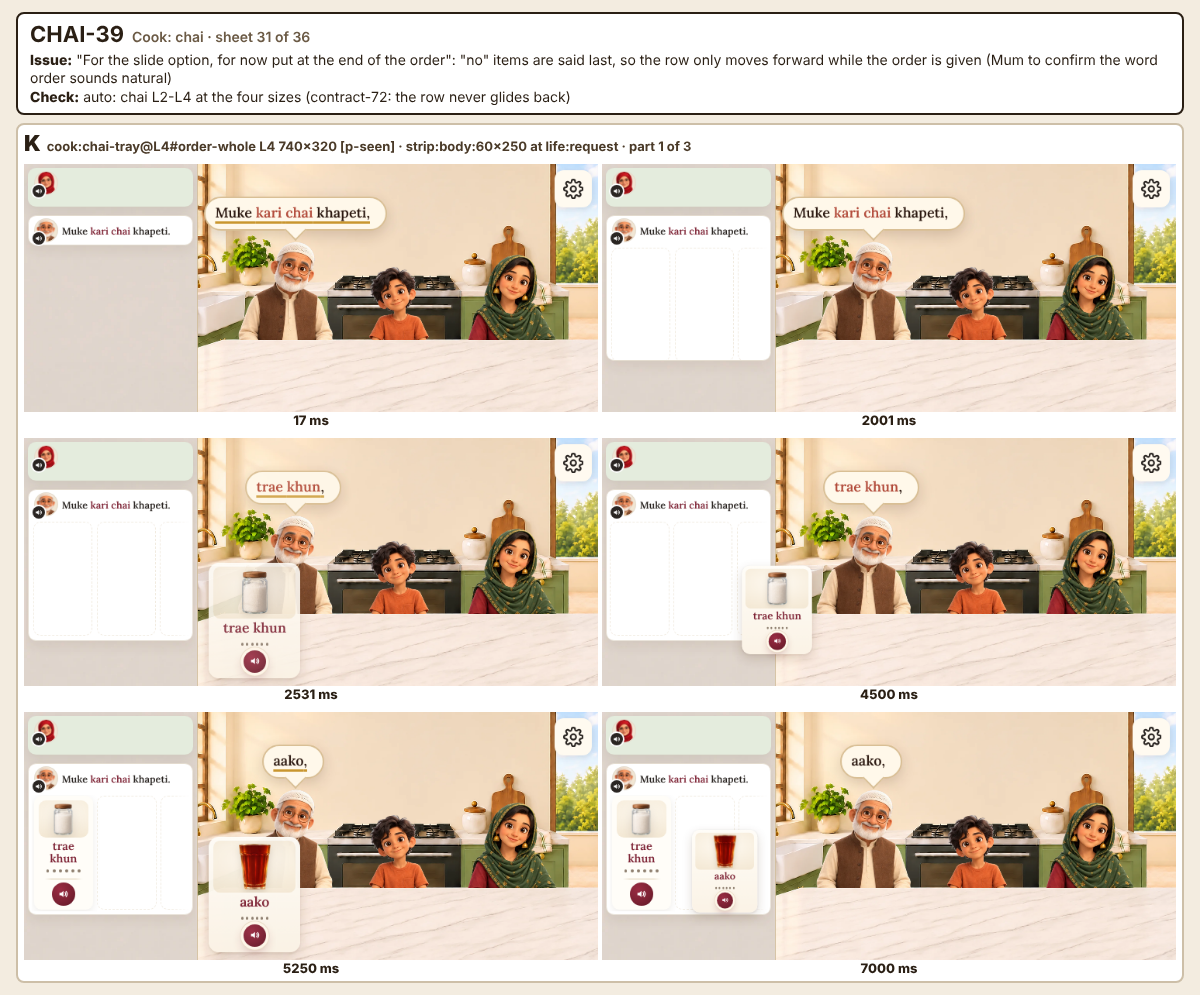 CHAI-39 Cook: chai · sheet 31 of 36
Issue: "For the slide option, for now put at the end of the order": "no" items are said last, so the row only moves forward while the order is given (Mum to confirm the word
order sounds natural)
Check: auto: chai L2-L4 at the four sizes (contract-72: the row never glides back)
K cook:chai-tray@L4#order-whole L4 740×320 [p-seen] · strip:body:60×250 at life:request · part 1 of 3
Muke kari chai khapeti,
Muke kari chai khapeti.
17 ms
Muke kari chai khapeti,
Muke kari chai khapeti.
2001 ms
trae khun,
Muke kari chai khapeti.
trae khun
2531 ms
trae khun,
Muke kari chai khapeti.
trae khun
4500 ms
aako,
Muke kari chai khapeti.
trae
khun
aako
5250 ms
aako,
Muke kari chai khapeti.
trae
khun
aako
7000 ms